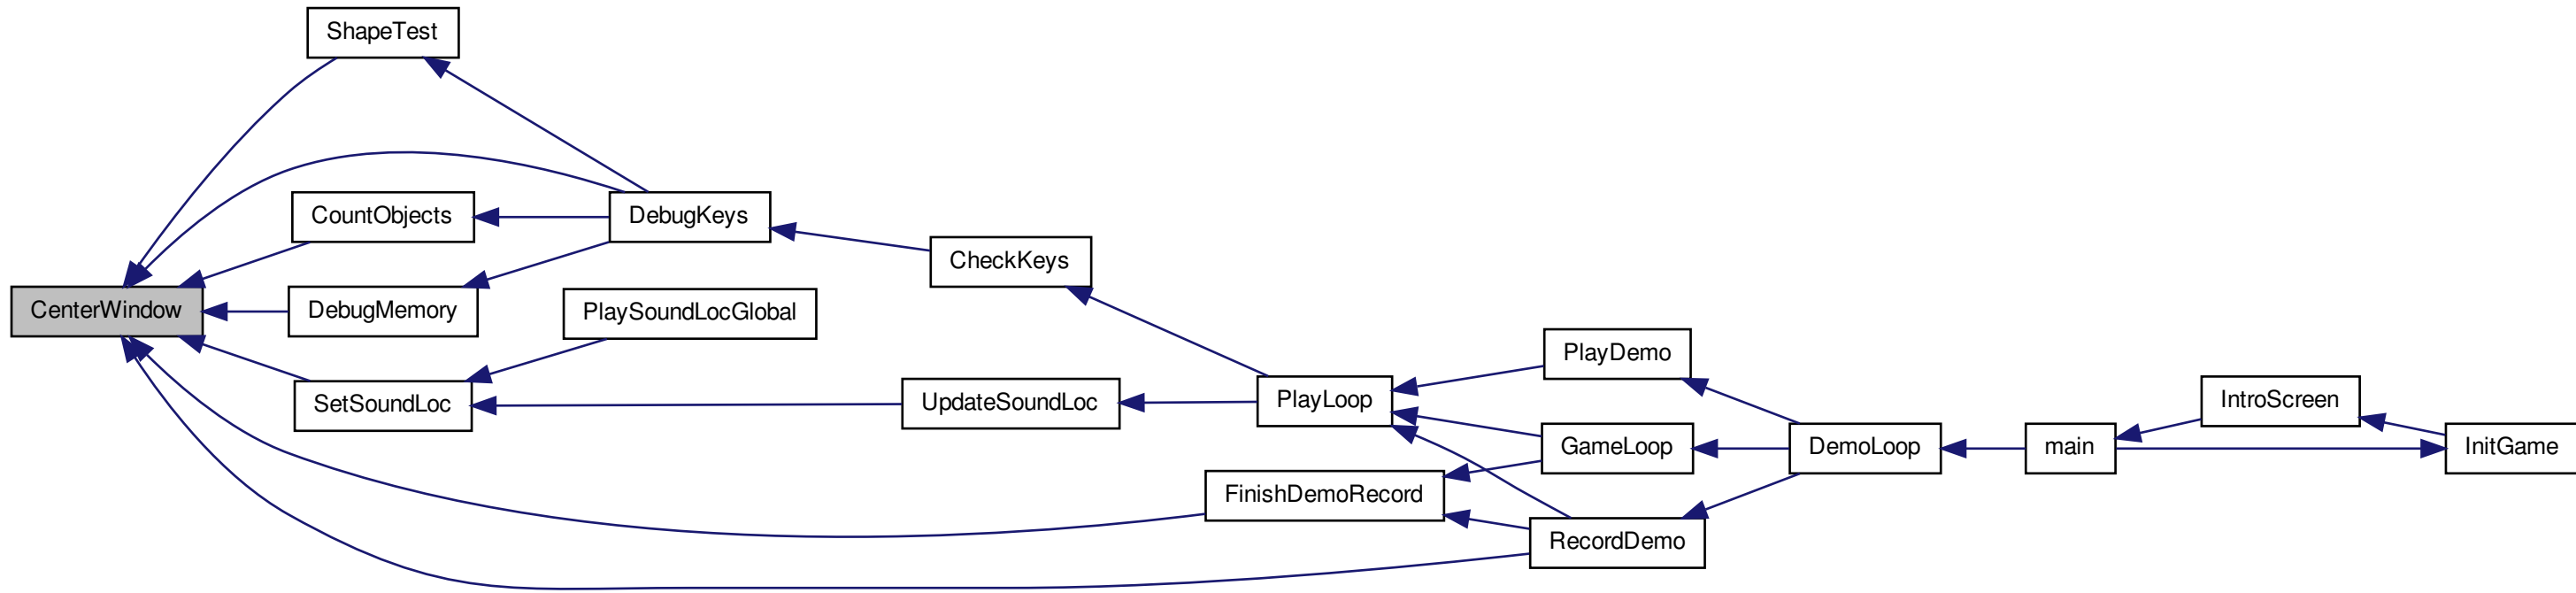 ShapeTest
CountObjects
DebugKeys
CheckKeys
CenterWindow
DebugMemory
PlaySoundLocGlobal
SetSoundLoc
UpdateSoundLoc
PlayLoop
PlayDemo
GameLoop
FinishDemoRecord
RecordDemo
DemoLoop
main
IntroScreen
InitGame